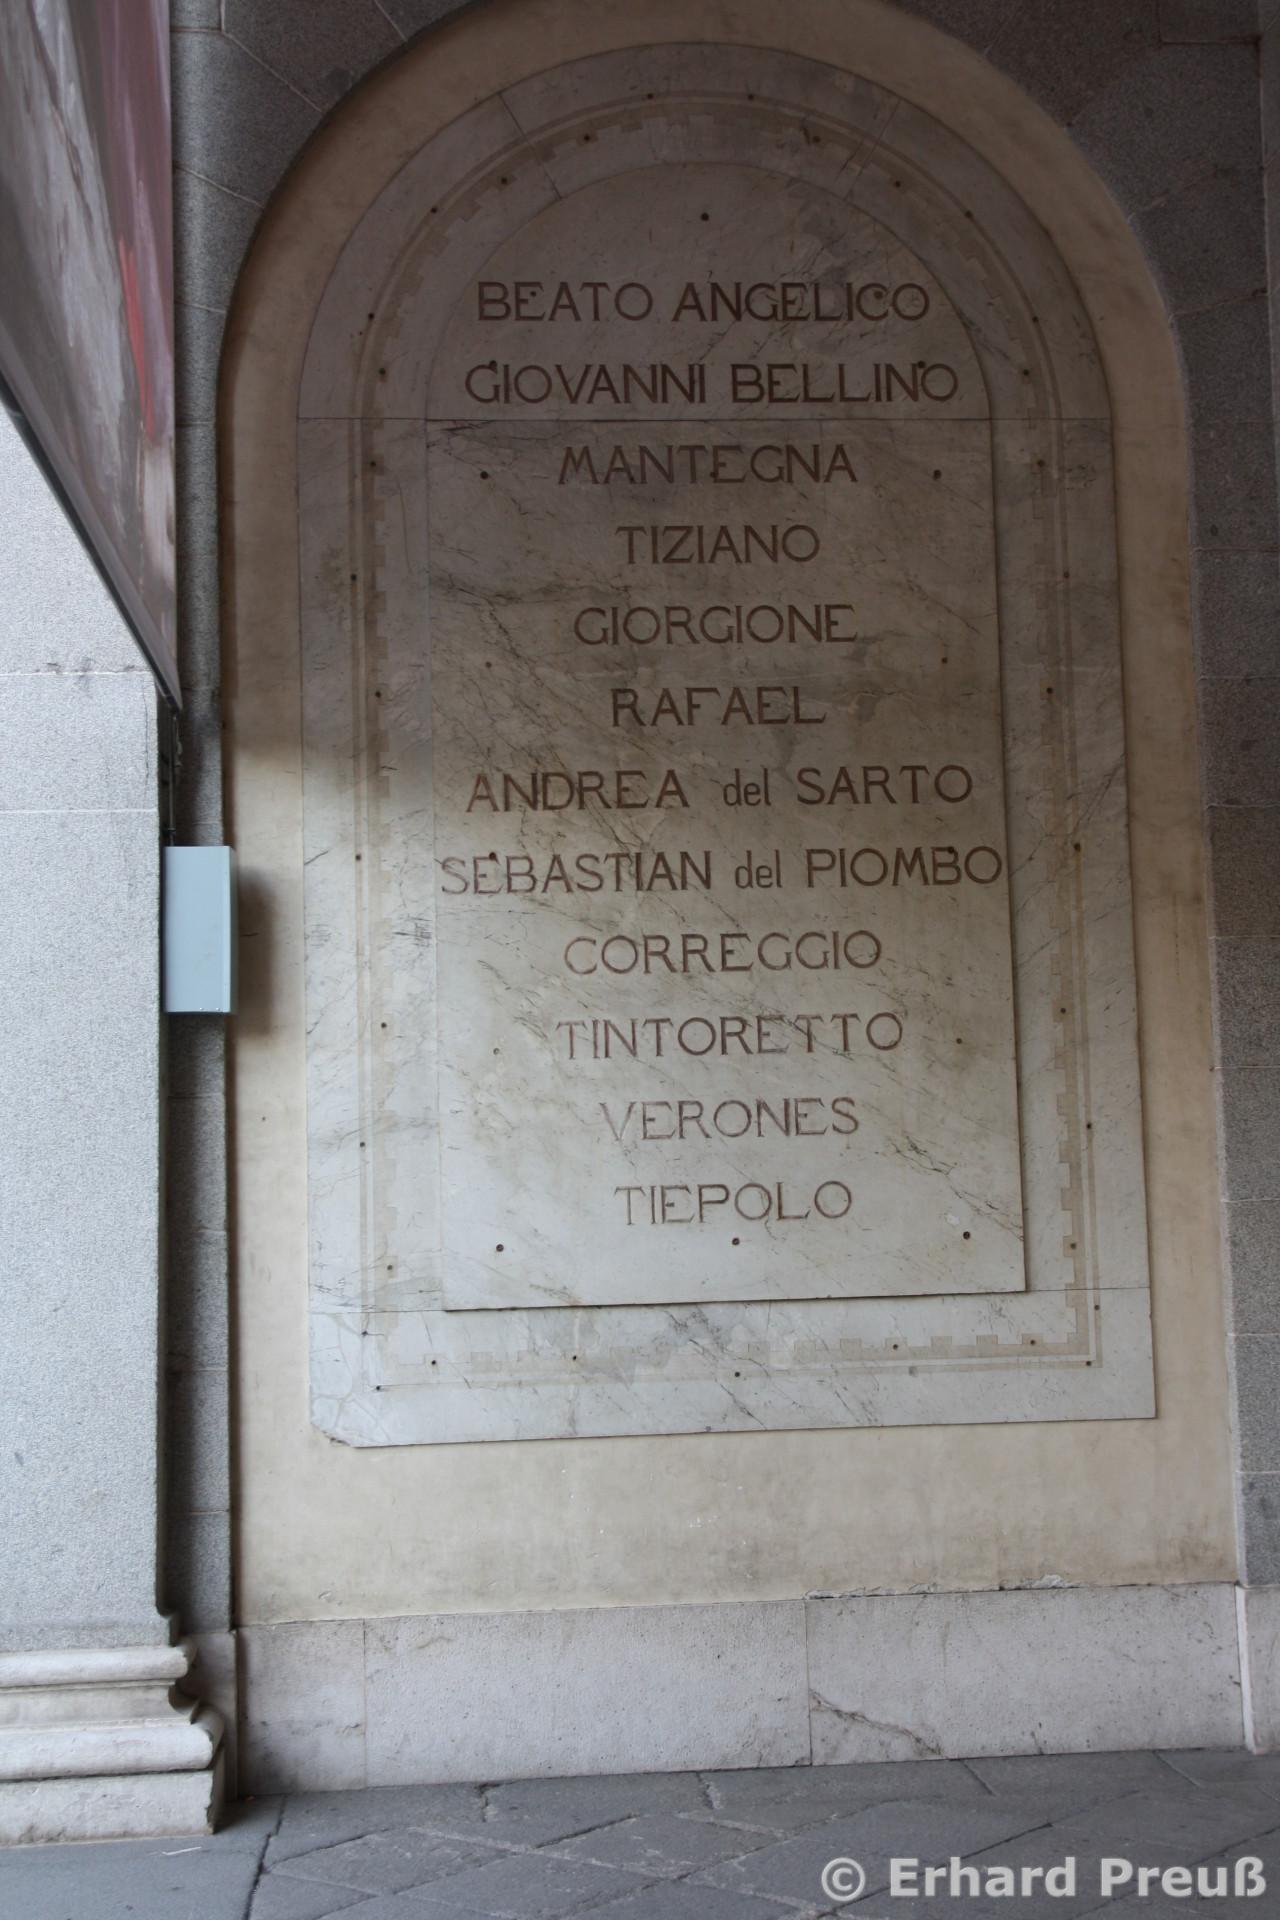 BEATO ANGELICO
GIOVANNI BELLINO
MANTEGNA
TIZIANO
GIORGIONE
RAFAEL
ANDREA del SARTO
SEBASTIAN del PIOMBO
CORREGGIO
TINTORETTO
VERONES
TIEPOLO
© Erhard Preuß